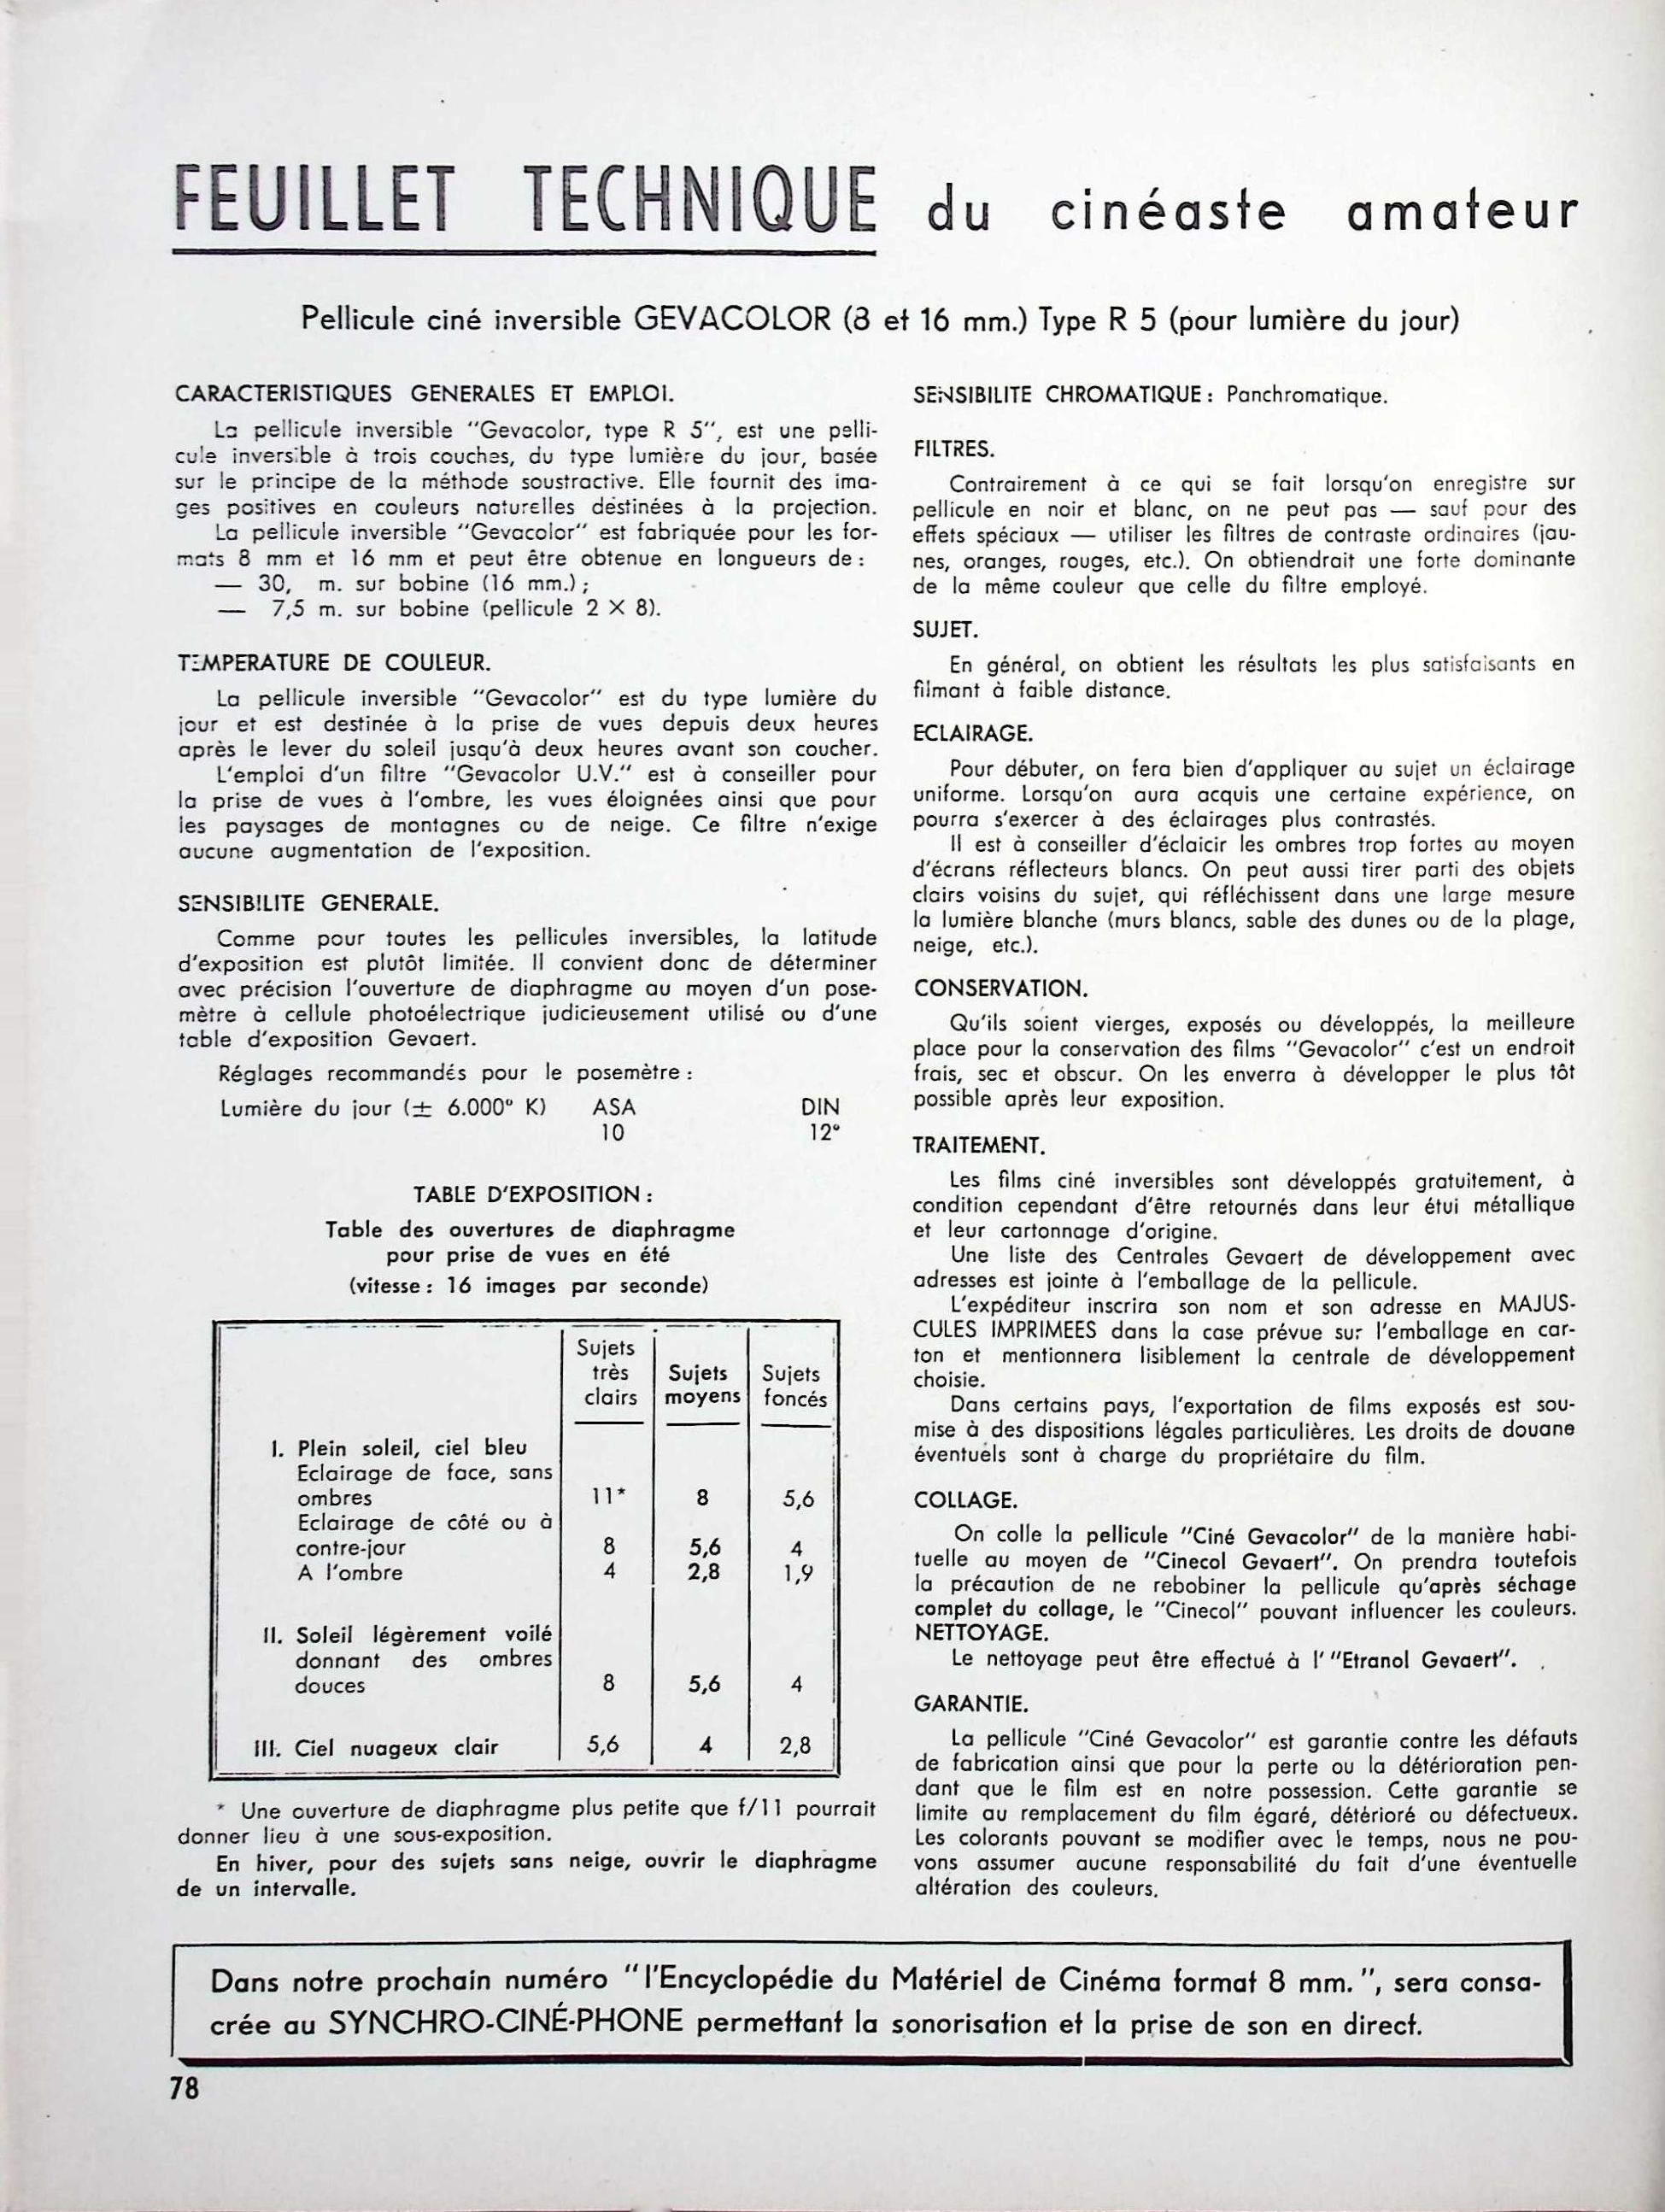 FEUILLET TECHNIQUE du cinéaste amateur
Pellicule ciné inversible GEVACOLOR (8 et 16 mm.) Type R 5 (pour lumière du jour)
CARACTERISTIQUES GENERALES ET EMPLOI.
La pellicule inversible "Gevacolor, type R 5", est une pelli-
cule inversible à trois couches, du type lumière du jour, basée
sur le principe de la méthode soustractive. Elle fournit des ima-
ges positives en couleurs naturelles destinées à la projection.
La pellicule inversible "Gevacolor" est fabriquée pour les for-
mats 8 mm et 16 mm et peut être obtenue en longueurs de :
— 30, m. sur bobine (16 mm.) ;
— 7,5 m. sur bobine (pellicule 2 X 8).
TEMPERATURE DE COULEUR.
La pellicule inversible "Gevacolor" est du type lumière du
jour et est destinée à la prise de vues depuis deux heures
après le lever du soleil jusqu'à deux heures avant son coucher.
L'emploi d'un filtre "Gevacolor U.V." est à conseiller pour
la prise de vues à l'ombre, les vues éloignées ainsi que pour
les paysages de montagnes ou de neige. Ce filtre n'exige
aucune augmentation de l'exposition.
SENSIBILITE GENERALE.
Comme pour toutes les pellicules inversibles, la latitude
d'exposition est plutôt limitée. Il convient donc de déterminer
avec précision l'ouverture de diaphragme au moyen d'un pose-
mètre à cellule photoélectrique judicieusement utilisé ou d'une
table d'exposition Gevaert.
Réglages recommandés pour le posemètre :
Lumière du jour (± 6.000° K) ASA DIN
10 12°
TABLE D'EXPOSITION :
Table des ouvertures de diaphragme
pour prise de vues en été
(vitesse : 16 images par seconde)
Sujets
très Sujets Sujets
clairs moyens foncés
I. Plein soleil, ciel bleu
Eclairage de face, sans
ombres 11* 8 5,6
Eclairage de côté ou à
contre-jour 8 5,6 4
A l'ombre 4 2,8 1,9
II. Soleil légèrement voilé
donnant des ombres
douces 8 5,6 4
III. Ciel nuageux clair 5,6 4 2,8
* Une ouverture de diaphragme plus petite que f/11 pourrait
donner lieu à une sous-exposition.
En hiver, pour des sujets sans neige, ouvrir le diaphragme
de un intervalle.
SENSIBILITE CHROMATIQUE : Panchromatique.
FILTRES.
Contrairement à ce qui se fait lorsqu'on enregistre sur
pellicule en noir et blanc, on ne peut pas — sauf pour des
effets spéciaux — utiliser les filtres de contraste ordinaires (jau-
nes, oranges, rouges, etc.). On obtiendrait une forte dominante
de la même couleur que celle du filtre employé.
SUJET.
En général, on obtient les résultats les plus satisfaisants en
filmant à faible distance.
ECLAIRAGE.
Pour débuter, on fera bien d'appliquer au sujet un éclairage
uniforme. Lorsqu'on aura acquis une certaine expérience, on
pourra s'exercer à des éclairages plus contrastés.
Il est à conseiller d'éclaicir les ombres trop fortes au moyen
d'écrans réflecteurs blancs. On peut aussi tirer parti des objets
clairs voisins du sujet, qui réfléchissent dans une large mesure
la lumière blanche (murs blancs, sable des dunes ou de la plage,
neige, etc.).
CONSERVATION.
Qu'ils soient vierges, exposés ou développés, la meilleure
place pour la conservation des films "Gevacolor" c'est un endroit
frais, sec et obscur. On les enverra à développer le plus tôt
possible après leur exposition.
TRAITEMENT.
Les films ciné inversibles sont développés gratuitement, à
condition cependant d'être retournés dans leur étui métallique
et leur cartonnage d'origine.
Une liste des Centrales Gevaert de développement avec
adresses est jointe à l'emballage de la pellicule.
L'expéditeur inscrira son nom et son adresse en MAJUS-
CULES IMPRIMEES dans la case prévue sur l'emballage en car-
ton et mentionnera lisiblement la centrale de développement
choisie.
Dans certains pays, l'exportation de films exposés est sou-
mise à des dispositions légales particulières. Les droits de douane
éventuels sont à charge du propriétaire du film.
COLLAGE.
On colle la pellicule "Ciné Gevacolor" de la manière habi-
tuelle au moyen de "Cinecol Gevaert". On prendra toutefois
la précaution de ne rebobiner la pellicule qu'après séchage
complet du collage, le "Cinecol" pouvant influencer les couleurs.
NETTOYAGE.
Le nettoyage peut être effectué à l' "Etranol Gevaert".
GARANTIE.
La pellicule "Ciné Gevacolor" est garantie contre les défauts
de fabrication ainsi que pour la perte ou la détérioration pen-
dant que le film est en notre possession. Cette garantie se
limite au remplacement du film égaré, détérioré ou défectueux.
Les colorants pouvant se modifier avec le temps, nous ne pou-
vons assumer aucune responsabilité du fait d'une éventuelle
altération des couleurs.
Dans notre prochain numéro "l'Encyclopédie du Matériel de Cinéma format 8 mm.", sera consa-
crée au SYNCHRO-CINÉ-PHONE permettant la sonorisation et la prise de son en direct.
78